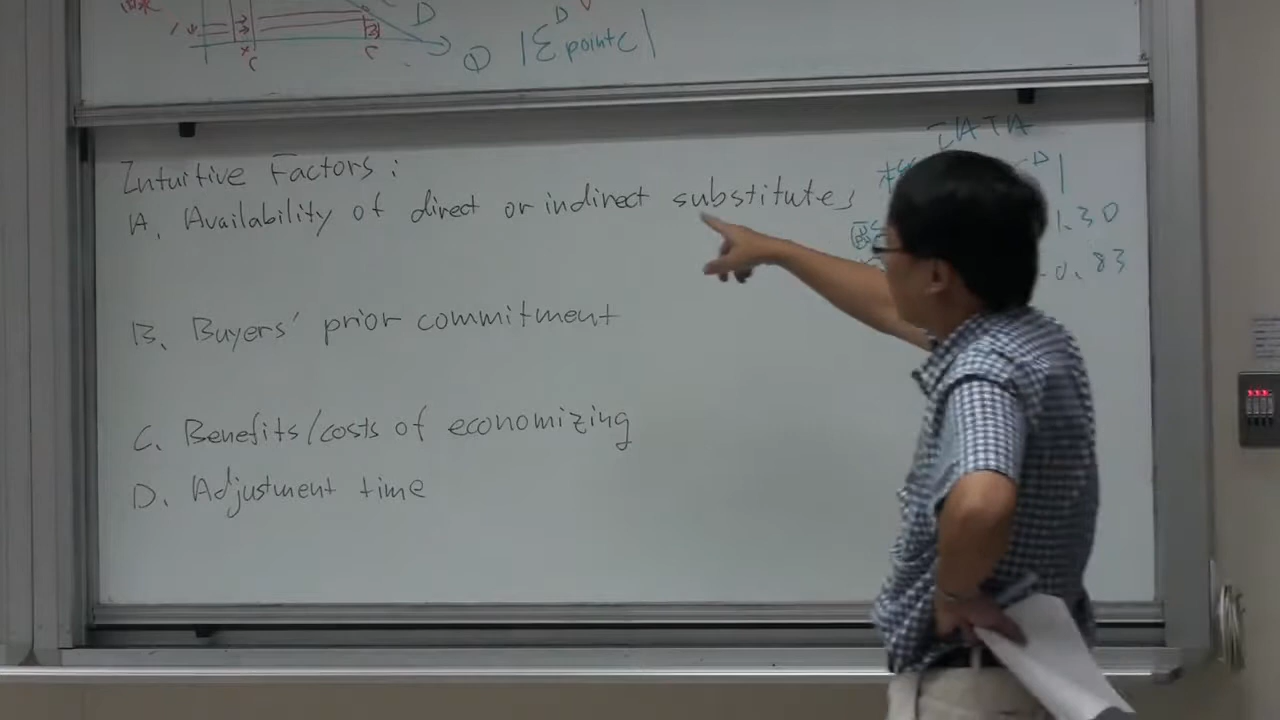 D
Q |ε^D point C|
C
C
IATA
D
Intuitive Factors:
A. Availability of direct or indirect substitutes
1.30
-0.83
B. Buyers' prior commitment
C. Benefits/costs of economizing
D. Adjustment time